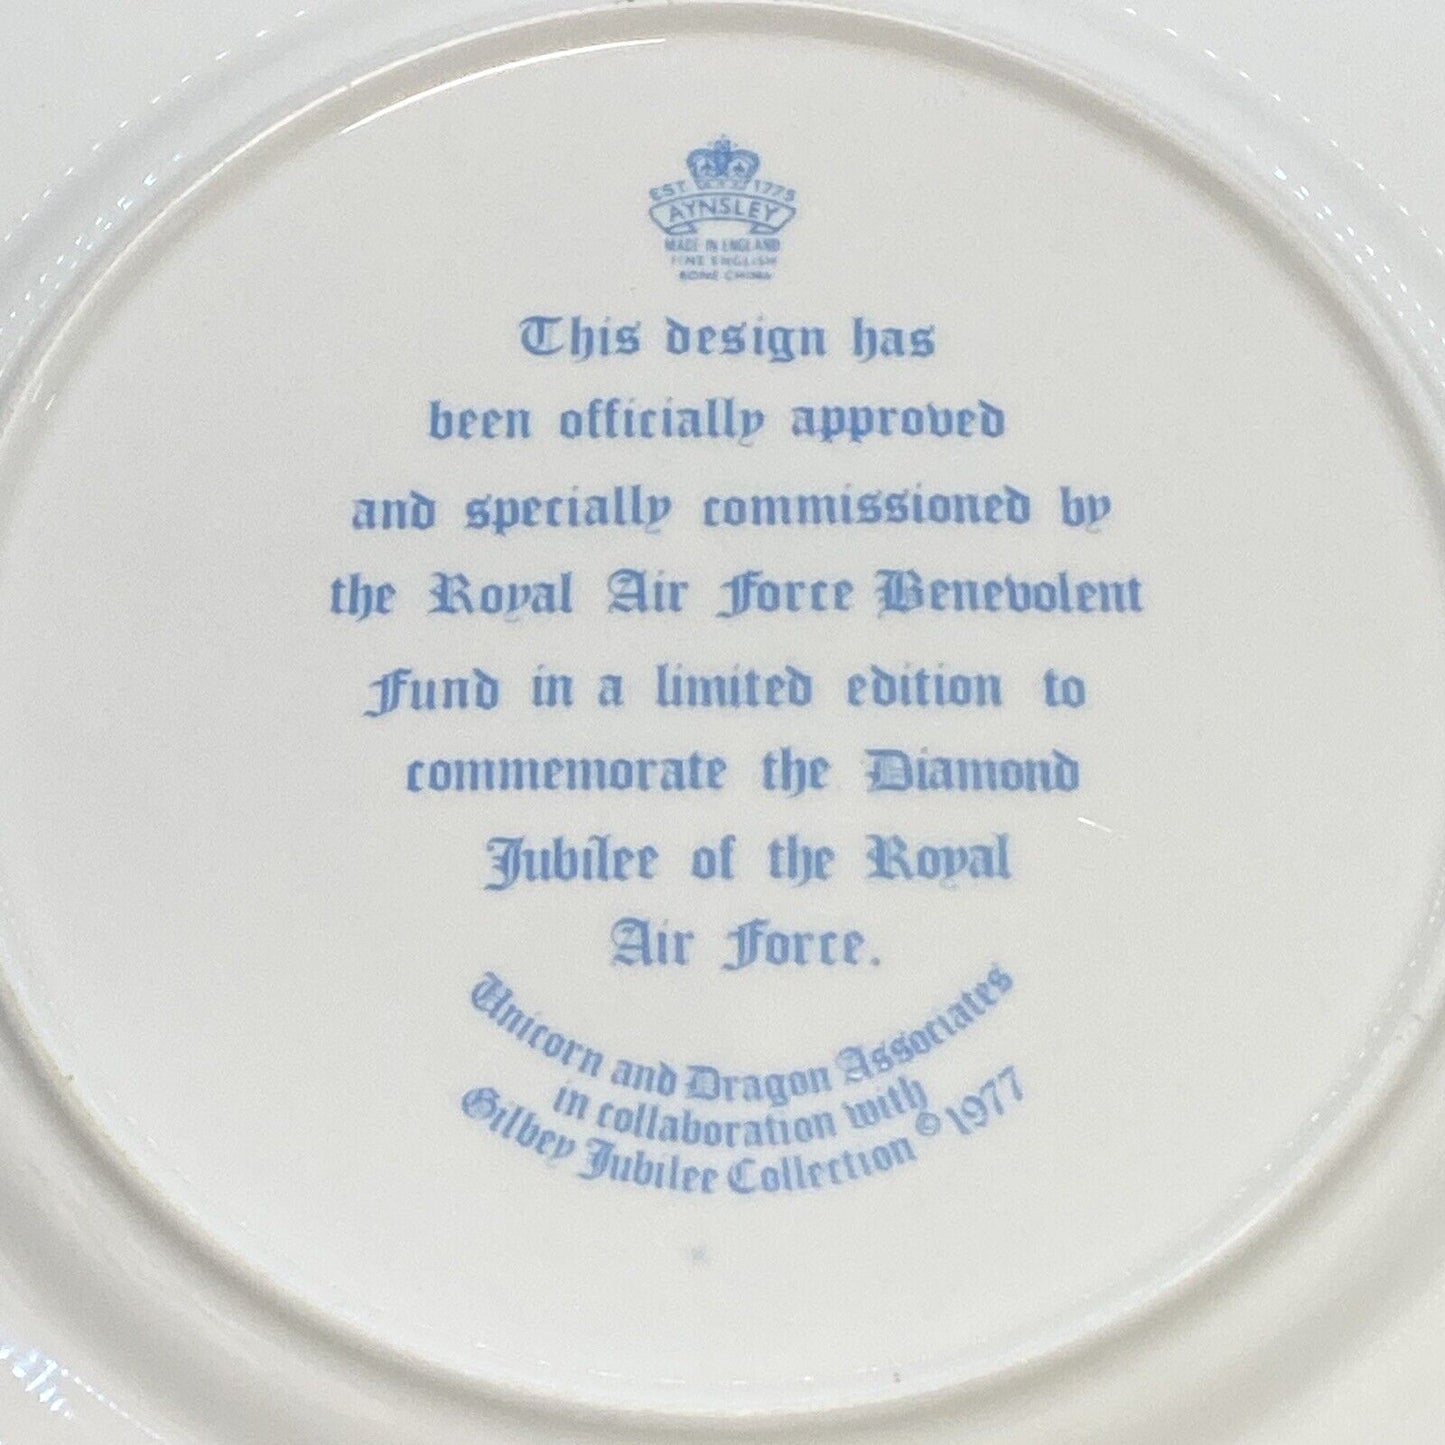 EST. 1775
AYNSLEY
MADE IN ENGLAND
FINE ENGLISH
BONE CHINA
This design has
been officially approved
and specially commissioned by
the Royal Air Force Benevolent
Fund in a limited edition to
commemorate the Diamond
Jubilee of the Royal
Air Force.
Unicorn and Dragon Associates
in collaboration with
Gilbey Jubilee Collection © 1977